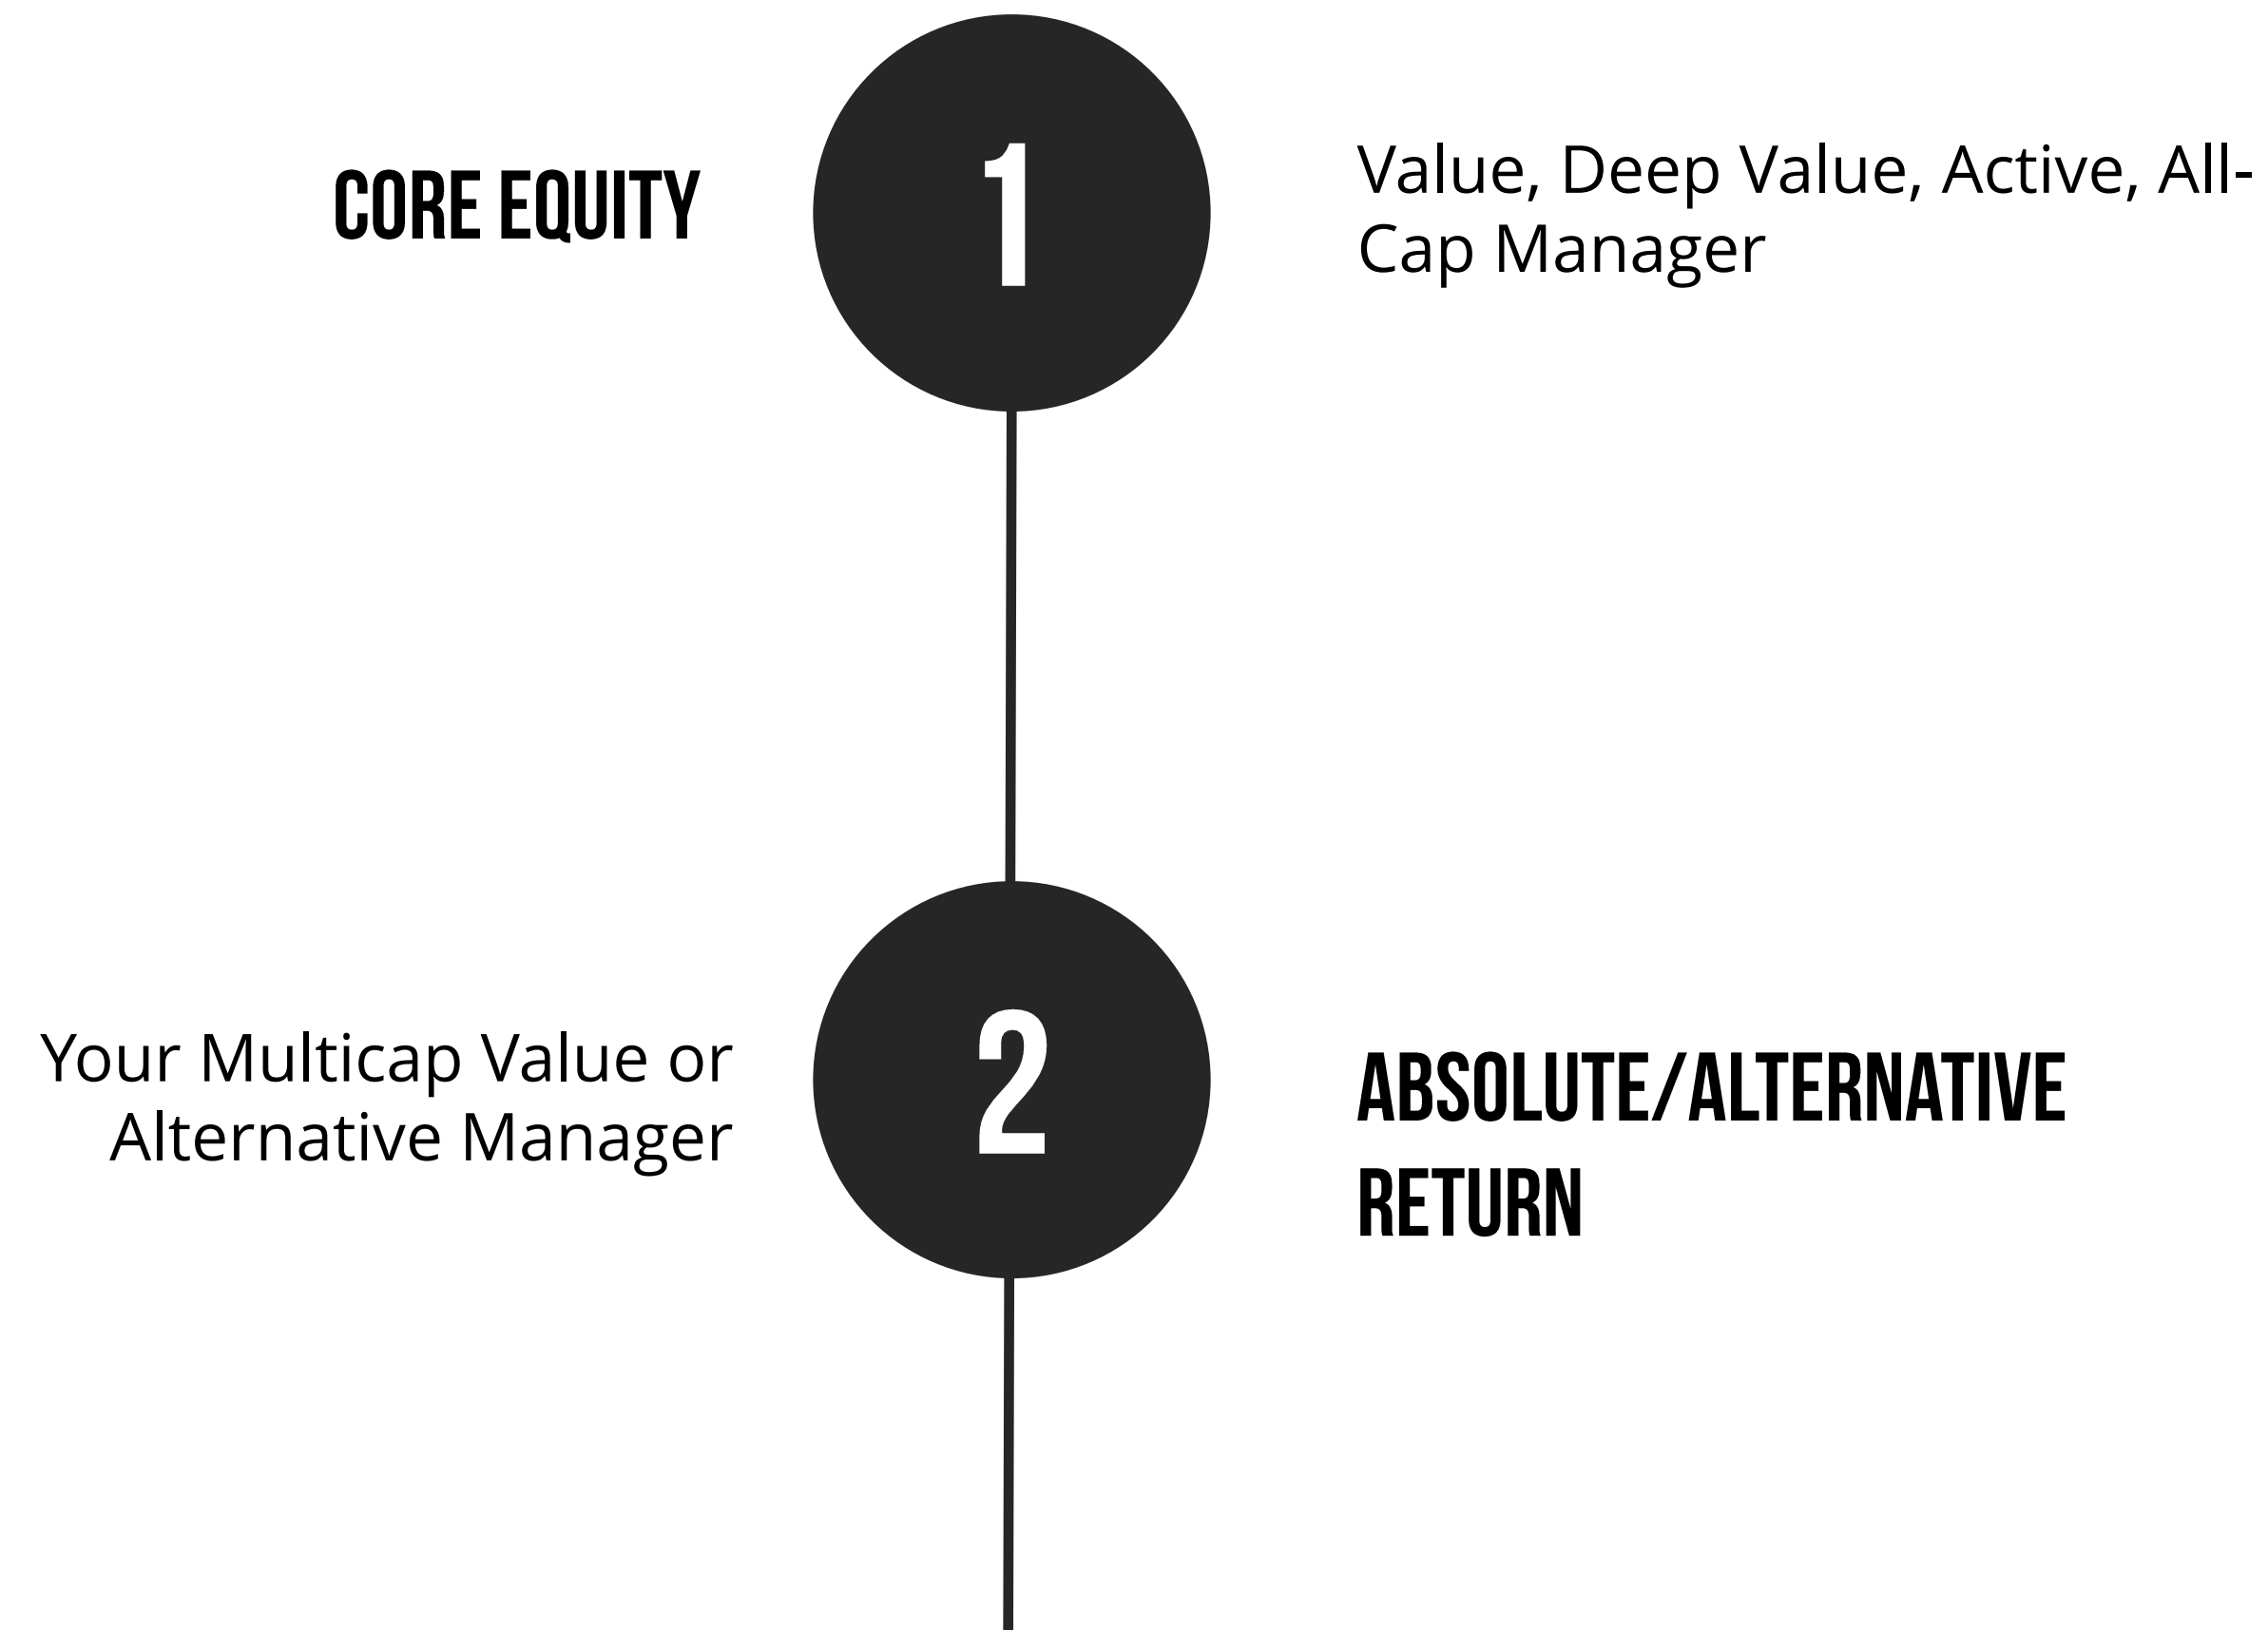 CORE EQUITY
1
Value, Deep Value, Active, All-
Cap Manager
Your Multicap Value or
Alternative Manager
2
ABSOLUTE/ALTERNATIVE
RETURN